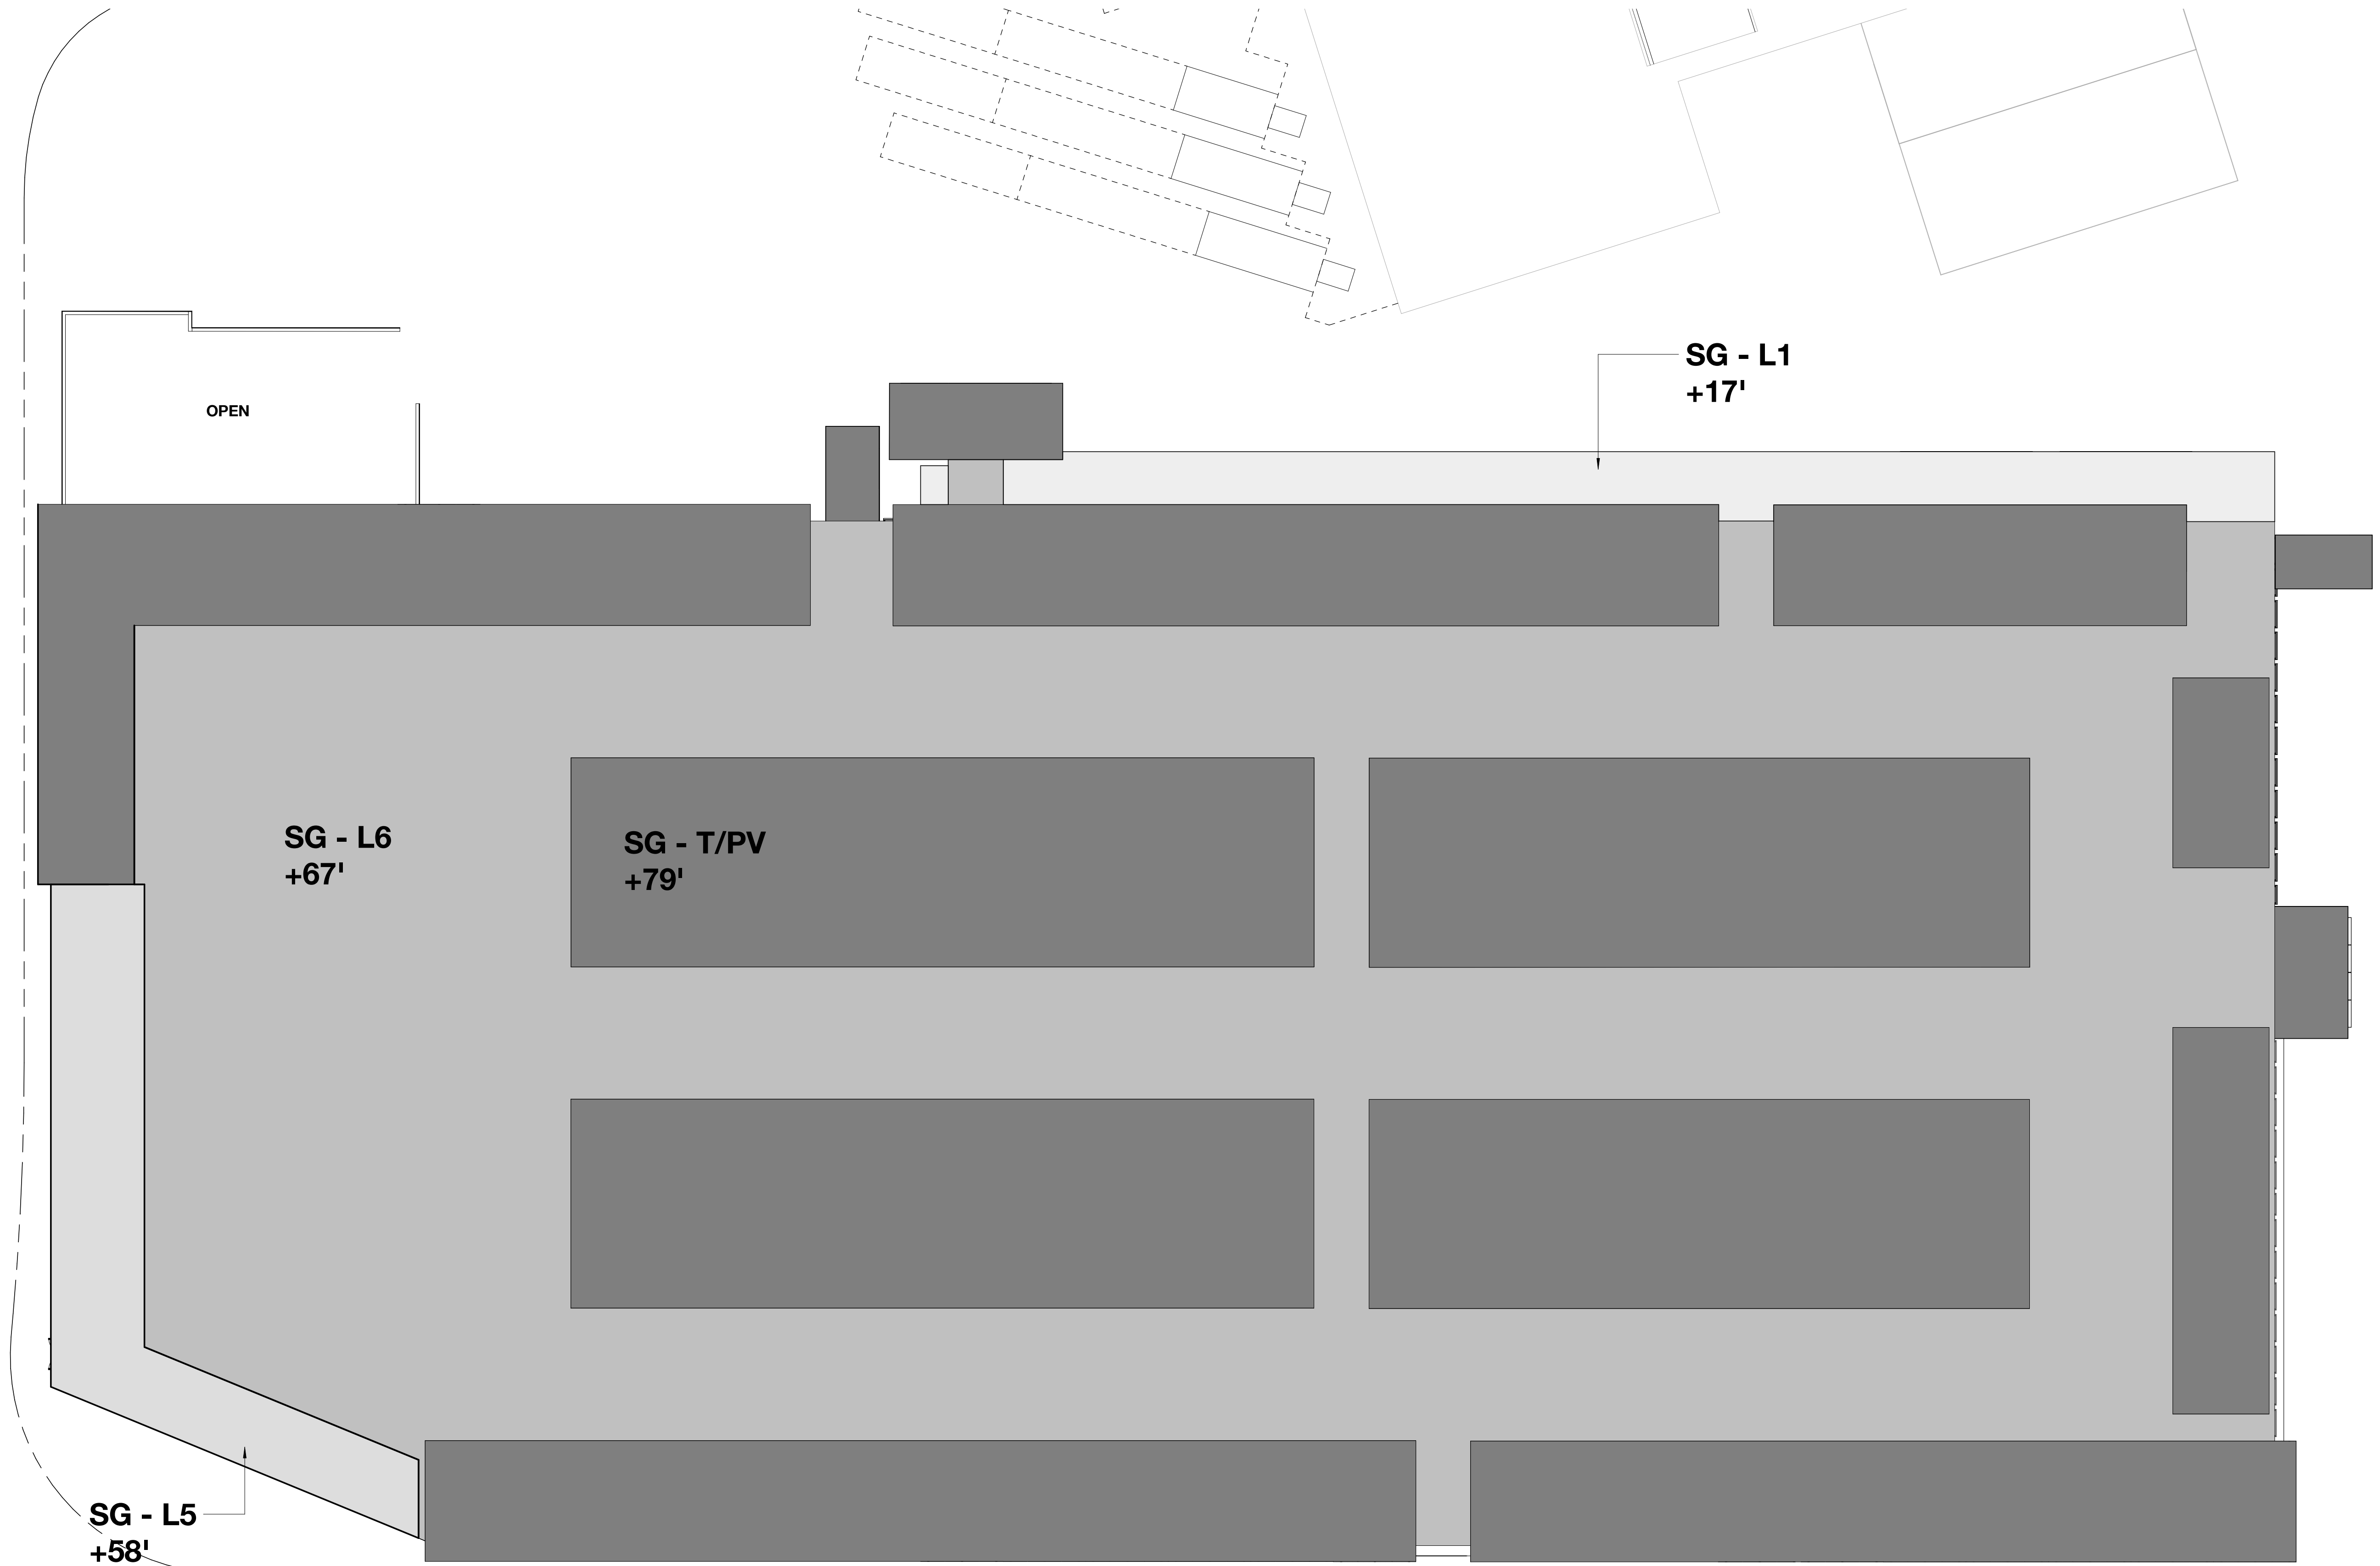 SG - L1
+17'
OPEN
SG - L6
+67'
SG - T/PV
+79'
SG - L5
+58'